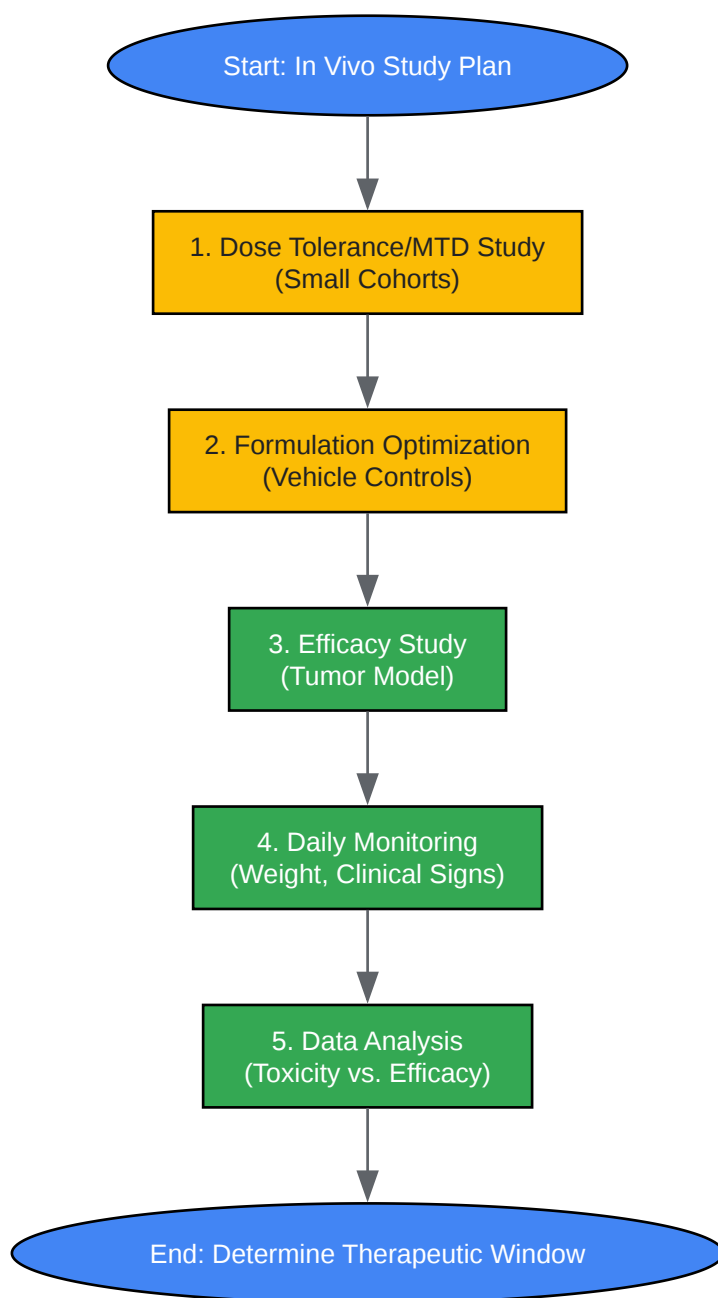 Start: In Vivo Study Plan
1. Dose Tolerance/MTD Study
(Small Cohorts)
2. Formulation Optimization
(Vehicle Controls)
3. Efficacy Study
(Tumor Model)
4. Daily Monitoring
(Weight, Clinical Signs)
5. Data Analysis
(Toxicity vs. Efficacy)
End: Determine Therapeutic Window